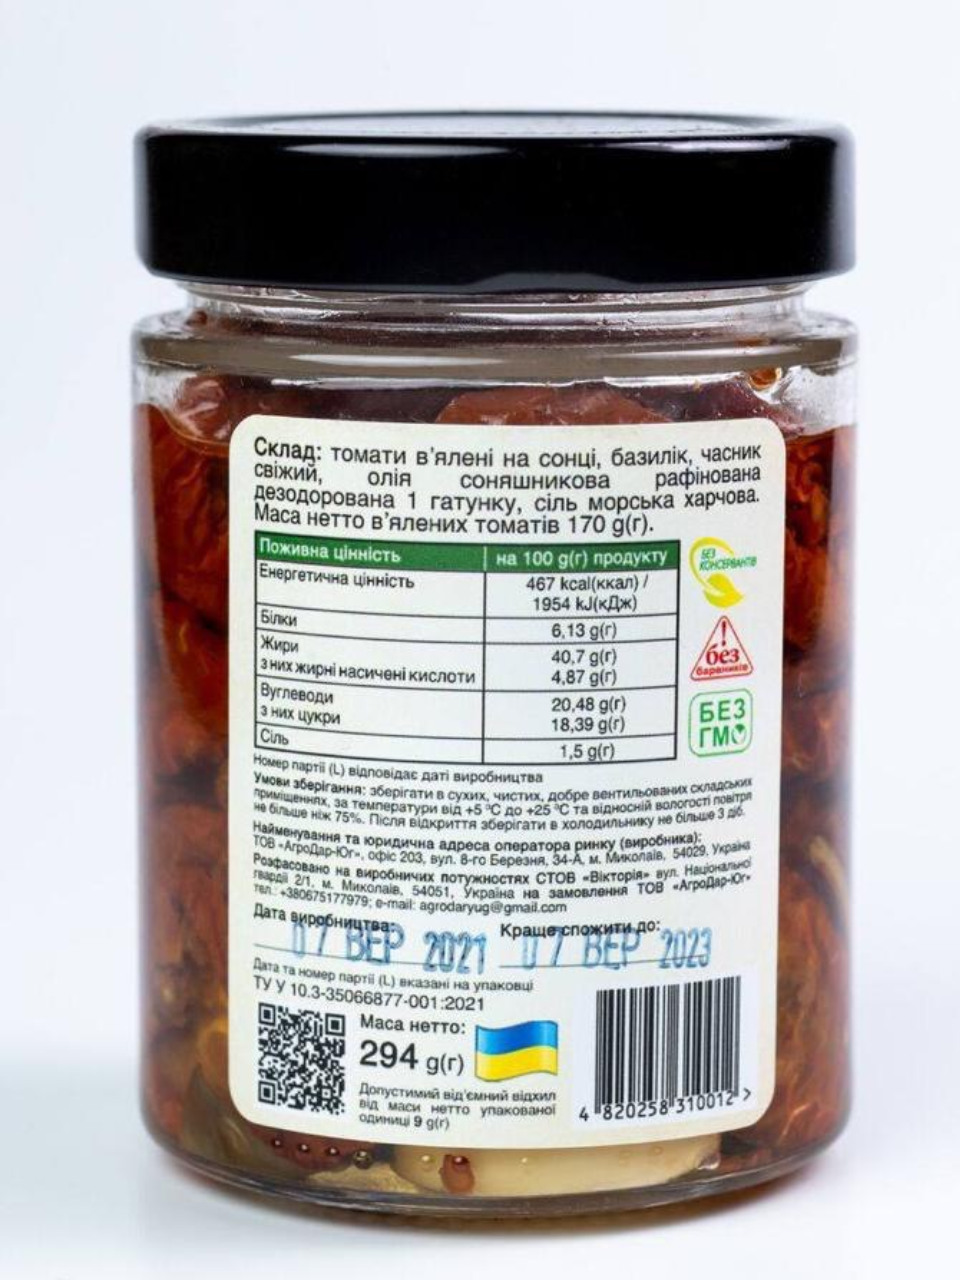 Склад: томати в'ялені на сонці, базилік, часник
свіжий, олія соняшникова рафінована
дезодорована 1 гатунку, сіль морська харчова.
Маса нетто в'ялених томатів 170 g(г).
Поживна цінність на 100 g(г) продукту
Енергетична цінність 467 kcal(ккал) /
1954 kJ(кДж)
Білки 6,13 g(г)
Жири 40,7 g(г)
з них жирні насичені кислоти 4,87 g(г)
Вуглеводи 20,48 g(г)
з них цукри 18,39 g(г)
Сіль 1,5 g(г)
БЕЗ
КОНСЕРВАНТІВ
без
барвників
БЕЗ
ГМО
Номер партії (L) відповідає даті виробництва
Умови зберігання: зберігати в сухих, чистих, добре вентильованих складських
приміщеннях, за температури від +5 °С до +25 °С та відносній вологості повітря
не більше ніж 75%. Після відкриття зберігати в холодильнику не більше 3 діб.
Найменування та юридична адреса оператора ринку (виробника):
ТОВ «АгроДар-Юг», офіс 203, вул. 8-го Березня, 34-А, м. Миколаїв, 54029, Україна
Розфасовано на виробничих потужностях СТОВ «Вікторія» вул. Національної
гвардії 2/1, м. Миколаїв, 54051, Україна на замовлення ТОВ «АгроДар-Юг»
тел.: +380675177979; e-mail: agrodaryug@gmail.com
Дата виробництва: Краще спожити до:
07 ВЕР 2021 07 ВЕР 2023
Дата та номер партії (L) вказані на упаковці
ТУ У 10.3-35066877-001:2021
Маса нетто:
294 g(г)
Допустимий від'ємний відхил
від маси нетто упакованої
одиниці 9 g(г)
4 820258 310012 >